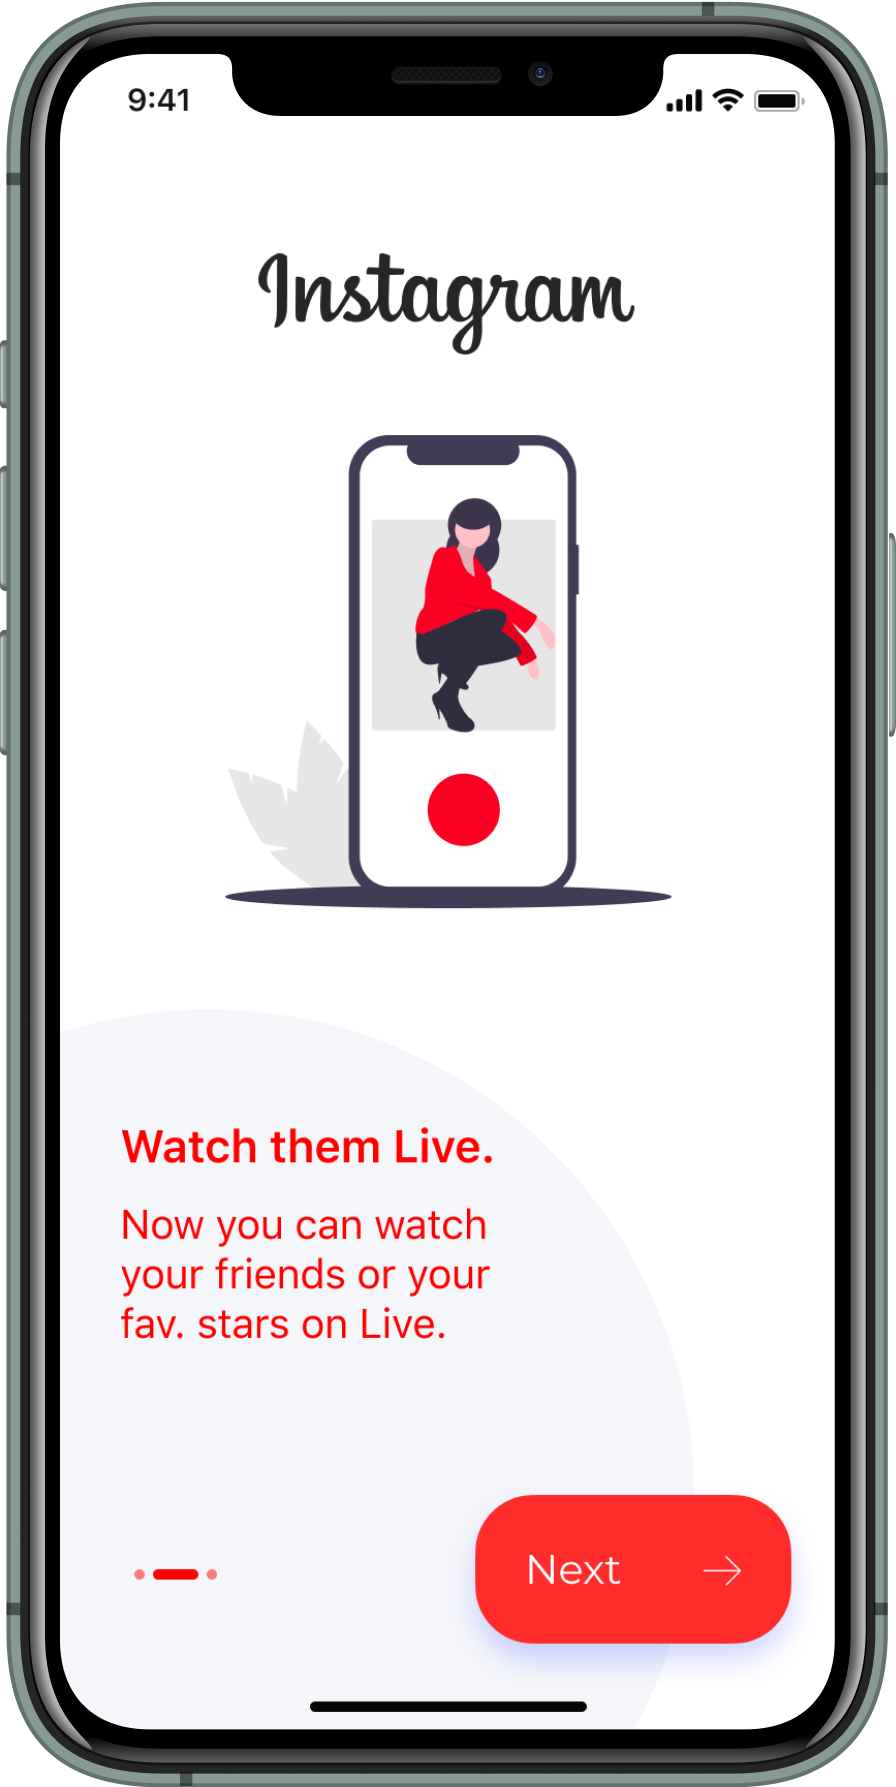 9:41
Instagram
Watch them Live.
Now you can watch
your friends or your
fav. stars on Live.
Next